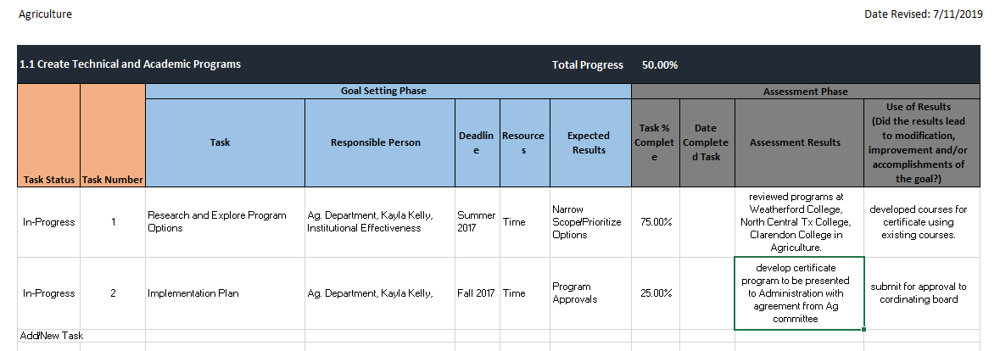 Agriculture
Date Revised: 7/11/2019
1.1 Create Technical and Academic Programs
Total Progress
50.00%
Goal Setting Phase
Assessment Phase
Task Status
Task Number
Task
Responsible Person
Deadlin
e
Resource
s
Expected
Results
Task %
Complet
e
Date
Complete
d Task
Assessment Results
Use of Results
(Did the results lead
to modification,
improvement and/or
accomplishments of
the goal?)
In-Progress
1
Research and Explore Program
Options
Ag. Department, Kayla Kelly,
Institutional Effectiveness
Summer
2017
Time
Narrow
Scope/Prioritize
Options
75.00%
reviewed programs at
Weatherford College,
North Central Tx College,
Clarendon College in
Agriculture.
developed courses for
certificate using
existing courses.
In-Progress
2
Implementation Plan
Ag. Department, Kayla Kelly,
Fall 2017
Time
Program
Approvals
25.00%
develop certificate
program to be presented
to Administration with
agreement from Ag
committee
submit for approval to
cordinating board
Add/New Task